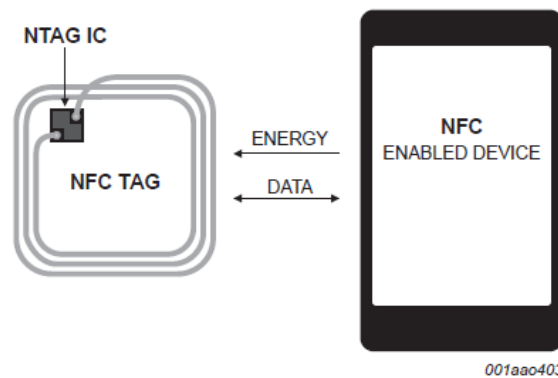 NTAG IC
NFC TAG
ENERGY
DATA
NFC
ENABLED DEVICE
001aao403